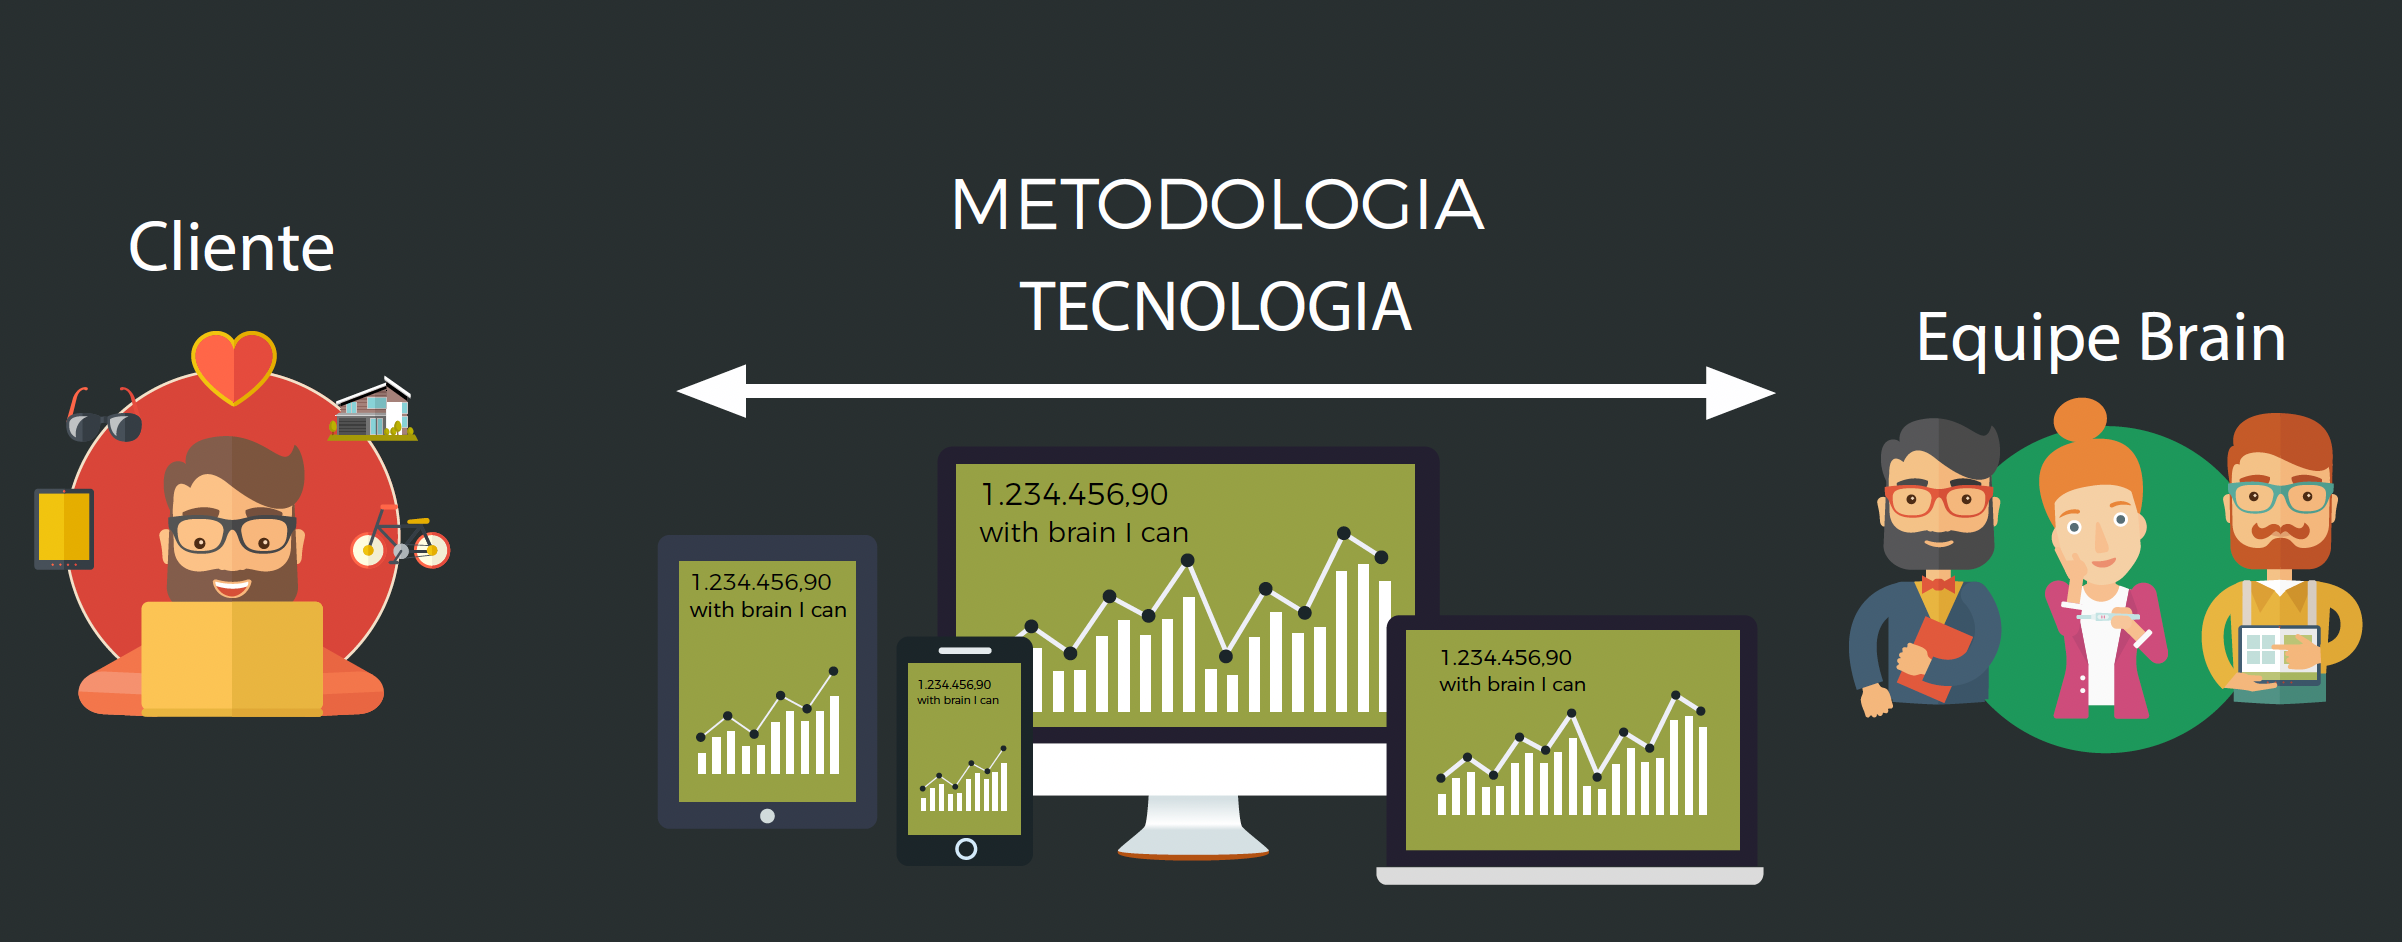 Cliente
METODOLOGIA
TECNOLOGIA
Equipe Brain
1.234.456,90
with brain I can
1.234.456,90
with brain I can
1.234.456,90
with brain I can
1.234.456,90
with brain I can